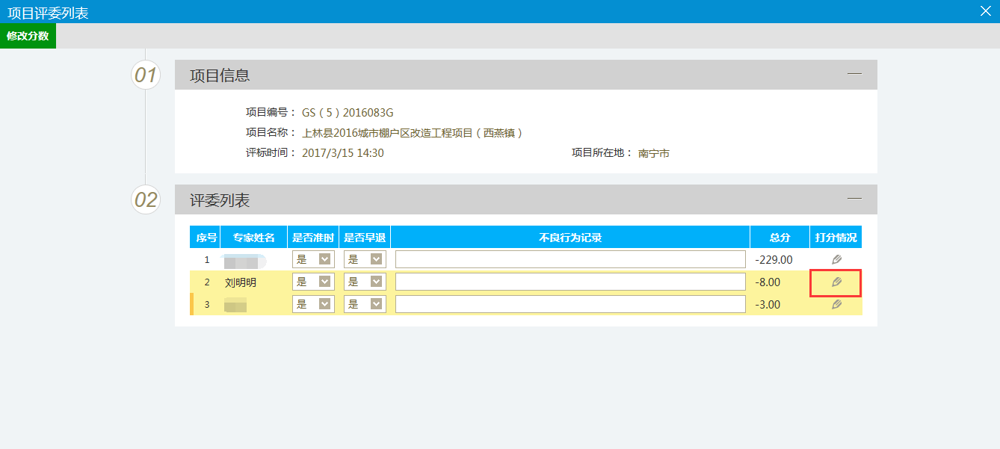 项目评委列表
修改分数
01 项目信息
项目编号： GS（5）2016083G
项目名称： 上林县2016城市棚户区改造工程项目（西燕镇）
评标时间： 2017/3/15 14:30 项目所在地： 南宁市
02 评委列表
序号 专家姓名 是否准时 是否早退 不良行为记录 总分 打分情况
1 是 是 -229.00
2 刘明明 是 是 -8.00
3 是 是 -3.00